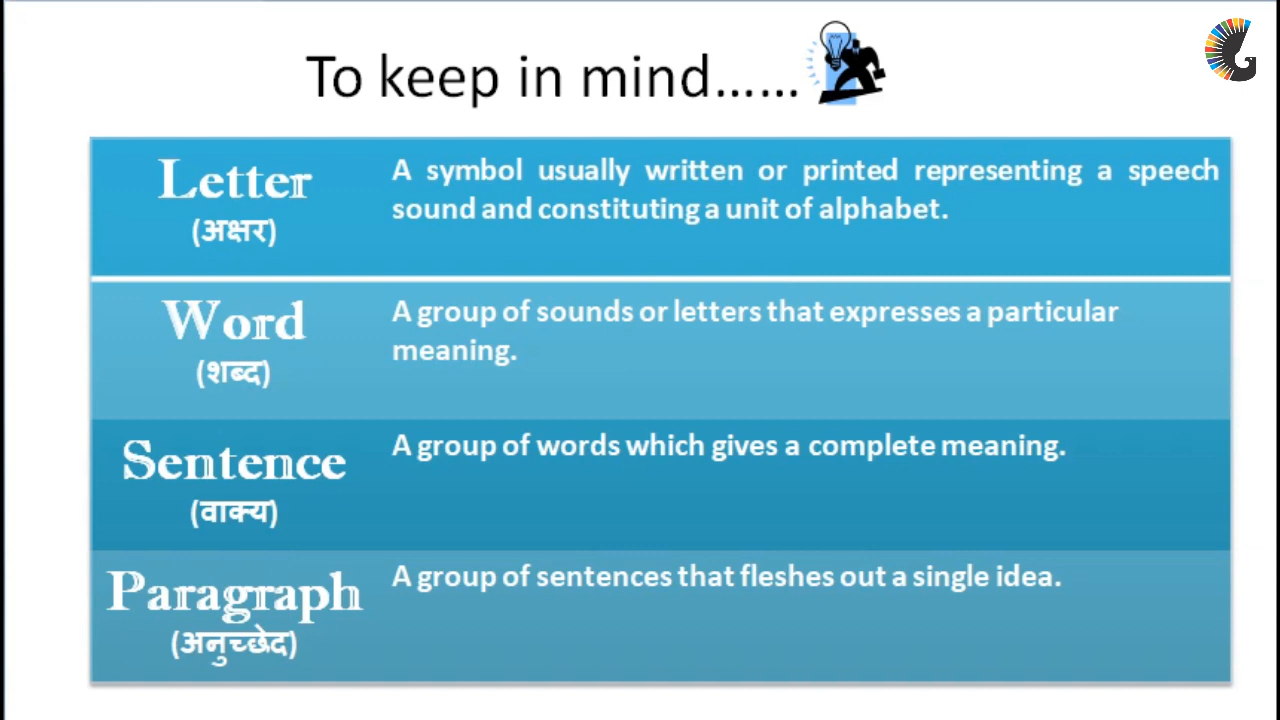 To keep in mind……
Letter
(अक्षर)
A symbol usually written or printed representing a speech
sound and constituting a unit of alphabet.
Word
(शब्द)
A group of sounds or letters that expresses a particular
meaning.
Sentence
(वाक्य)
A group of words which gives a complete meaning.
Paragraph
(अनुच्छेद)
A group of sentences that fleshes out a single idea.